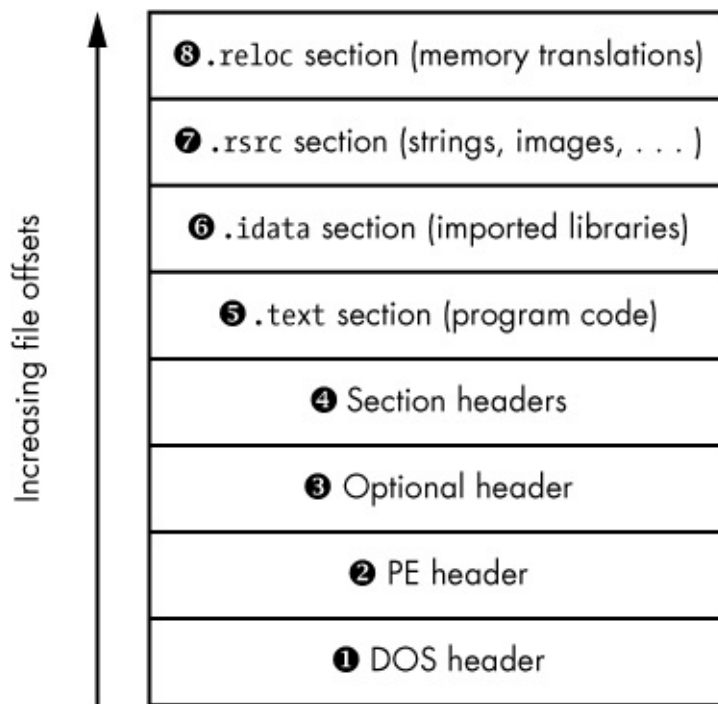 ❽ .reloc section (memory translations)
❼ .rsrc section (strings, images, . . . )
❻ .idata section (imported libraries)
❺ .text section (program code)
❹ Section headers
❸ Optional header
❷ PE header
❶ DOS header
Increasing file offsets